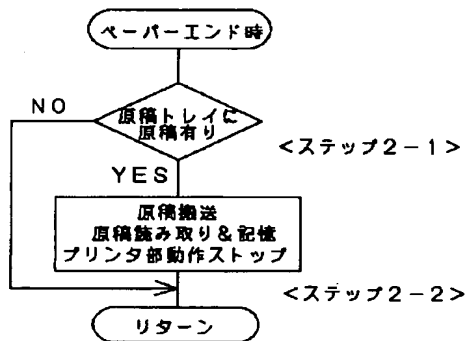 ペーパーエンド時
NO
原稿トレイに
原稿有り
<ステップ2-1>
YES
原稿搬送
原稿読み取り&記憶
プリンタ部動作ストップ
<ステップ2-2>
リターン